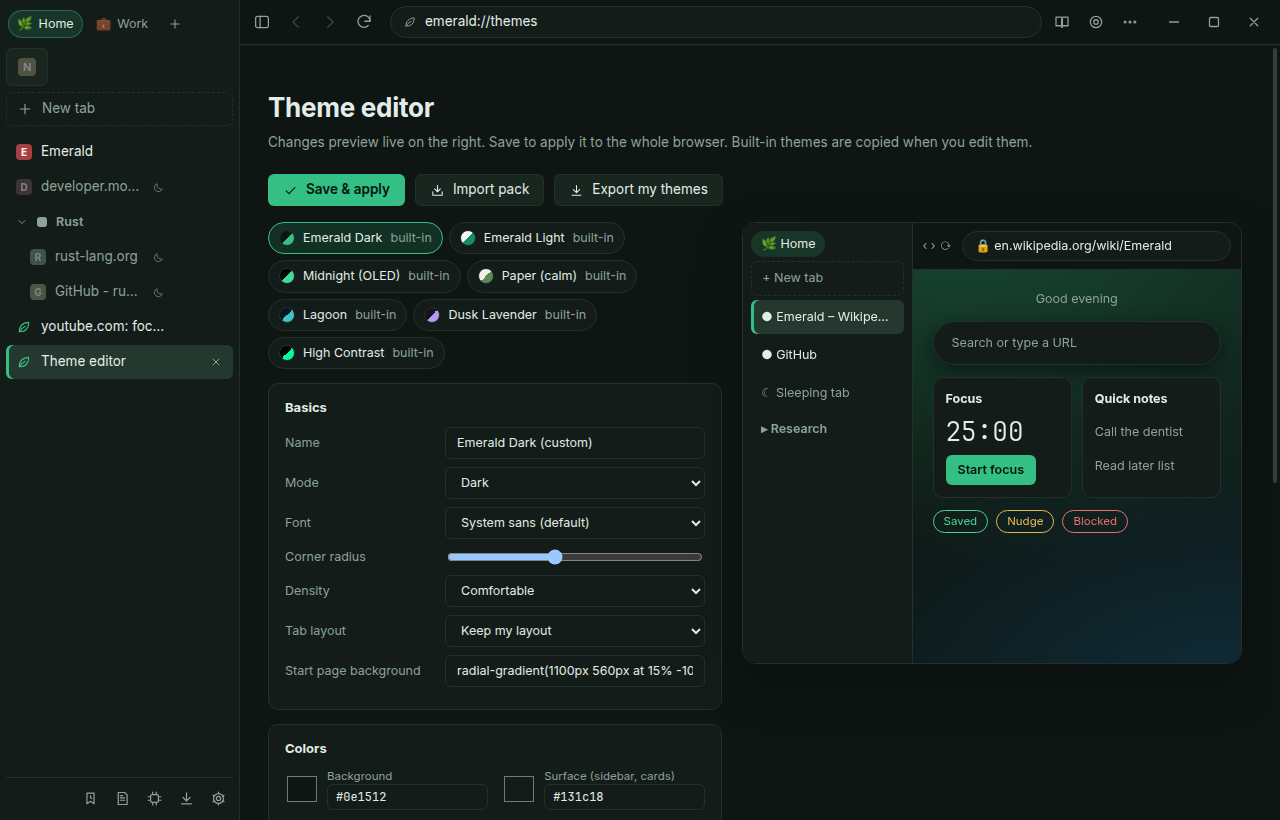 🌿 Home
💼 Work
emerald://themes
N
New tab
E Emerald
D developer.mo...
Rust
R rust-lang.org
G GitHub - ru...
youtube.com: foc...
Theme editor
Theme editor
Changes preview live on the right. Save to apply it to the whole browser. Built-in themes are copied when you edit them.
Save & apply
Import pack
Export my themes
Emerald Dark built-in
Emerald Light built-in
Midnight (OLED) built-in
Paper (calm) built-in
Lagoon built-in
Dusk Lavender built-in
High Contrast built-in
Basics
Name
Emerald Dark (custom)
Mode
Dark
Font
System sans (default)
Corner radius
Density
Comfortable
Tab layout
Keep my layout
Start page background
radial-gradient(1100px 560px at 15% -10
Colors
Background
#0e1512
Surface (sidebar, cards)
#131c18
🌿 Home
+ New tab
Emerald – Wikipe...
GitHub
☾ Sleeping tab
▸ Research
🔒 en.wikipedia.org/wiki/Emerald
Good evening
Search or type a URL
Focus
25:00
Start focus
Quick notes
Call the dentist
Read later list
Saved
Nudge
Blocked